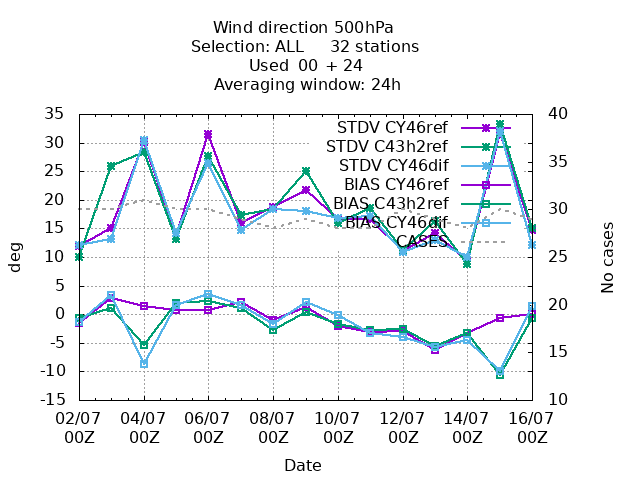 Wind direction 500hPa
Selection: ALL 32 stations
Used 00 + 24
Averaging window: 24h
STDV CY46ref
STDV C43h2ref
STDV CY46dif
BIAS CY46ref
BIAS C43h2ref
BIAS CY46dif
CASES
deg
35
30
25
20
15
10
5
0
-5
-10
-15
No cases
40
35
30
25
20
15
10
02/07 04/07 06/07 08/07 10/07 12/07 14/07 16/07
00Z 00Z 00Z 00Z 00Z 00Z 00Z 00Z
Date